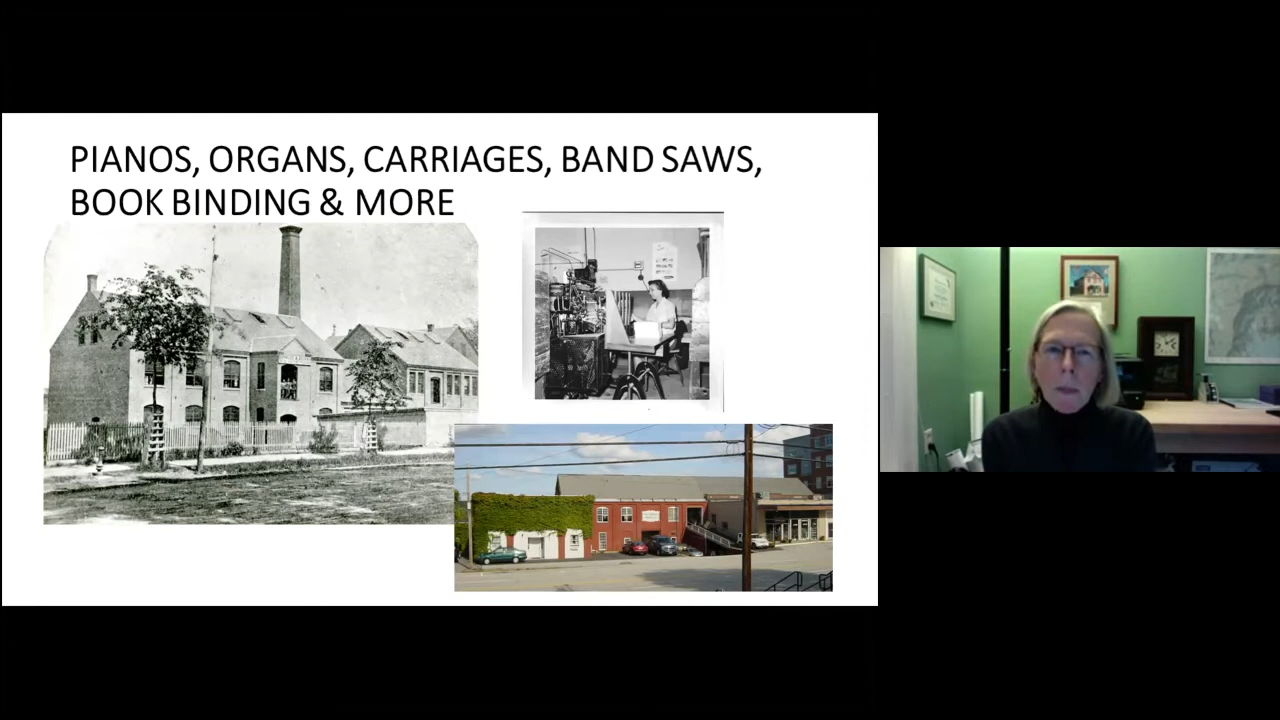 PIANOS, ORGANS, CARRIAGES, BAND SAWS,
BOOK BINDING & MORE